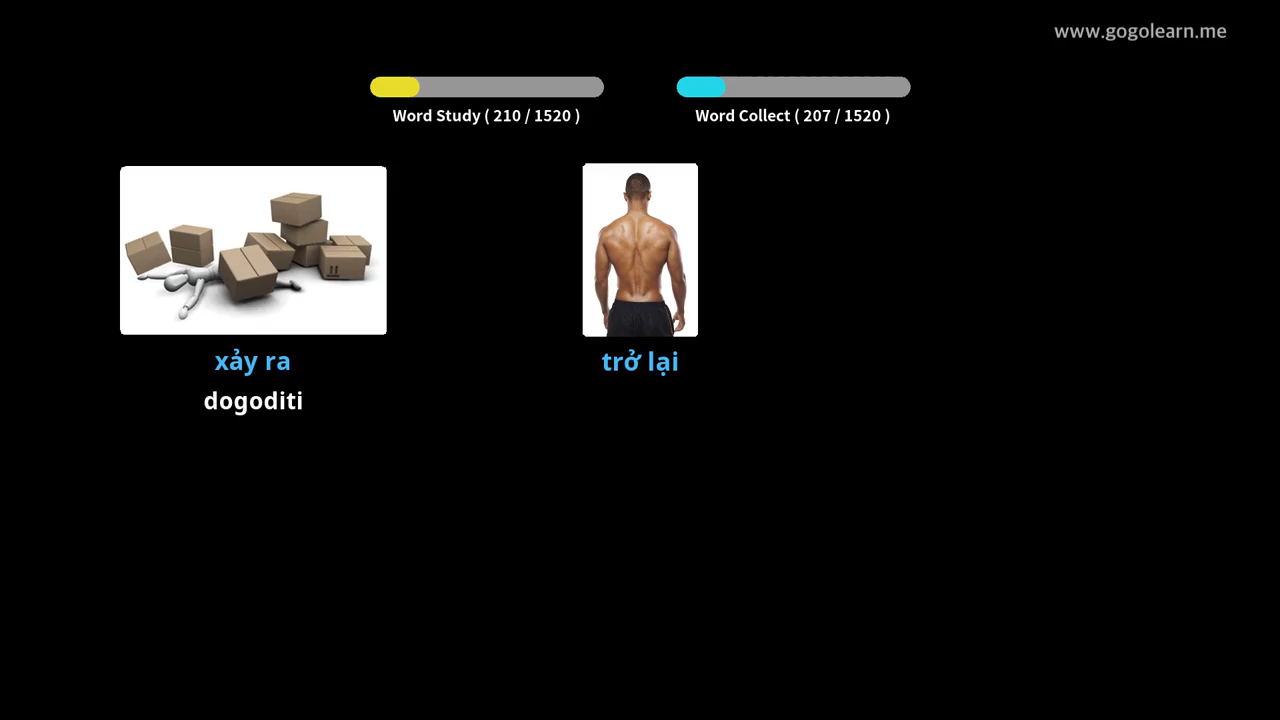 www.gogolearn.me
Word Study ( 210 / 1520 )
Word Collect ( 207 / 1520 )
xảy ra
dogoditi
trở lại